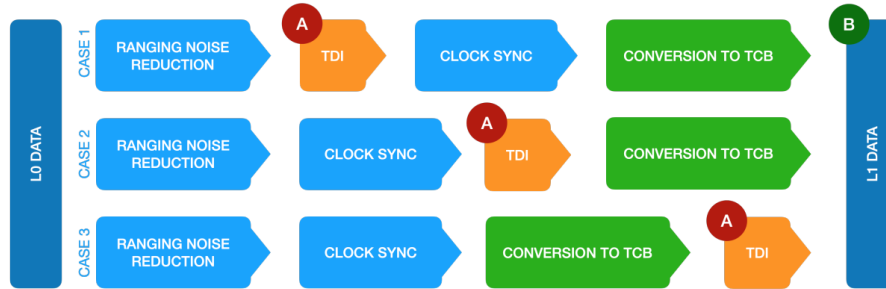 L0 DATA
CASE 1
RANGING NOISE
REDUCTION
A
TDI
CLOCK SYNC
CONVERSION TO TCB
B
CASE 2
RANGING NOISE
REDUCTION
CLOCK SYNC
A
TDI
CONVERSION TO TCB
CASE 3
RANGING NOISE
REDUCTION
CLOCK SYNC
CONVERSION TO TCB
A
TDI
L1 DATA